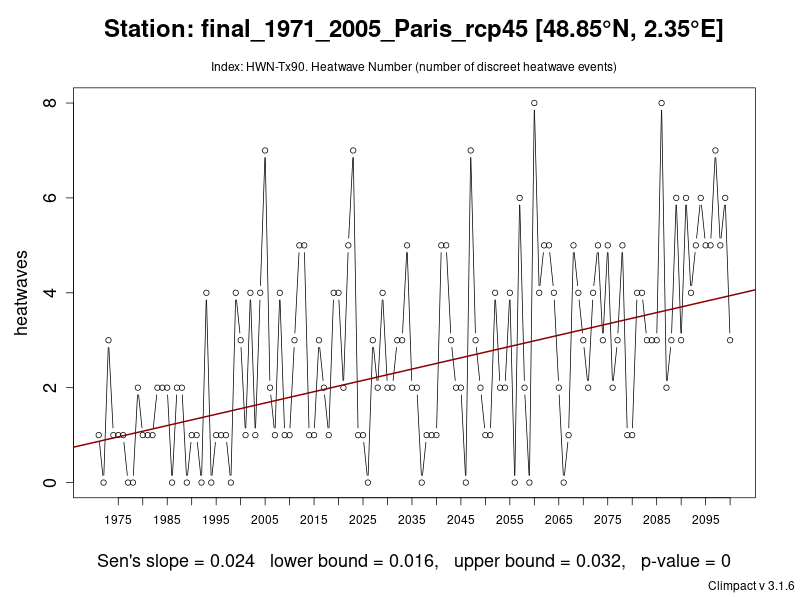 Station: final_1971_2005_Paris_rcp45 [48.85°N, 2.35°E]
Index: HWN-Tx90. Heatwave Number (number of discreet heatwave events)
8
6
4
2
0
heatwaves
1975 1985 1995 2005 2015 2025 2035 2045 2055 2065 2075 2085 2095
Sen's slope = 0.024 lower bound = 0.016, upper bound = 0.032, p-value = 0
Climpact v 3.1.6